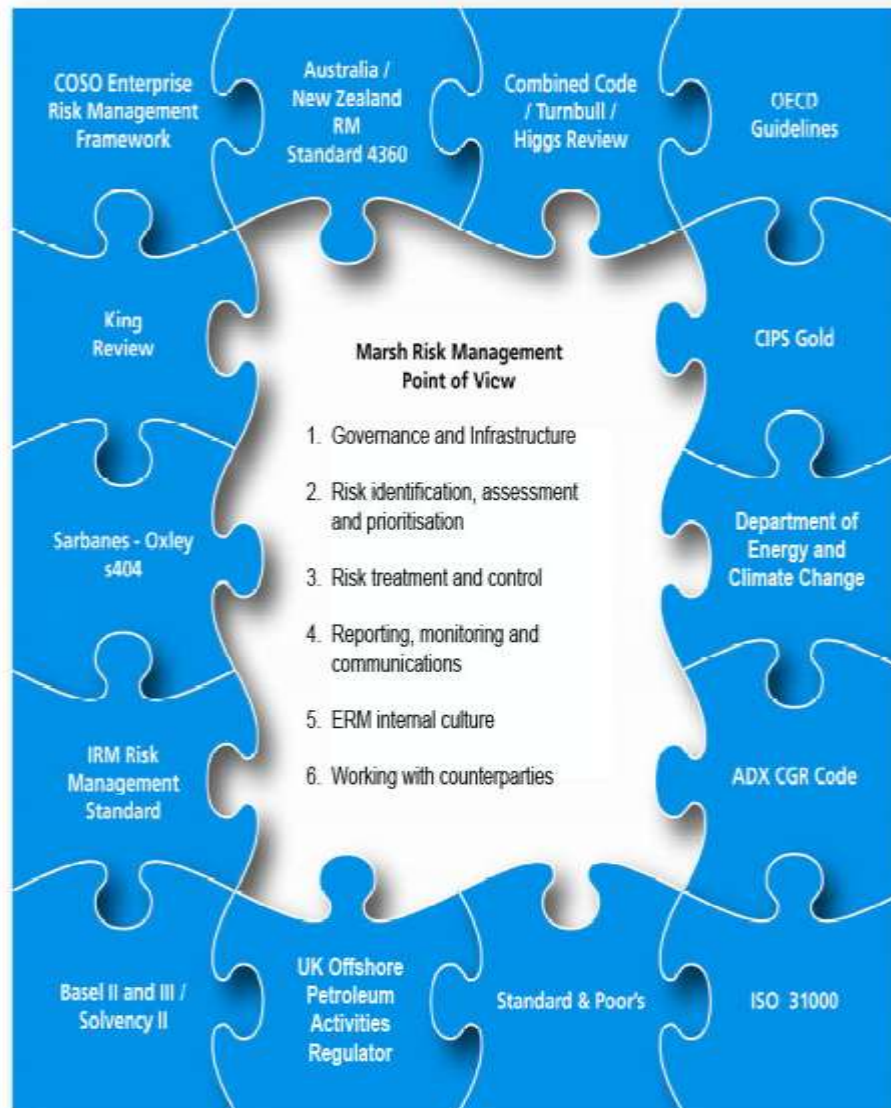 COSO Enterprise
Risk Management
Framework
Australia /
New Zealand
RM
Standard 4360
Combined Code
/ Turnbull /
Higgs Review
OECD
Guidelines
King
Review
CIPS Gold
Marsh Risk Management
Point of View
1. Governance and Infrastructure
2. Risk identification, assessment
and prioritisation
3. Risk treatment and control
4. Reporting, monitoring and
communications
5. ERM internal culture
6. Working with counterparties
Sarbanes - Oxley
s404
Department of
Energy and
Climate Change
IRM Risk
Management
Standard
ADX CGR Code
Basel II and III /
Solvency II
UK Offshore
Petroleum
Activities
Regulator
Standard & Poor's
ISO 31000